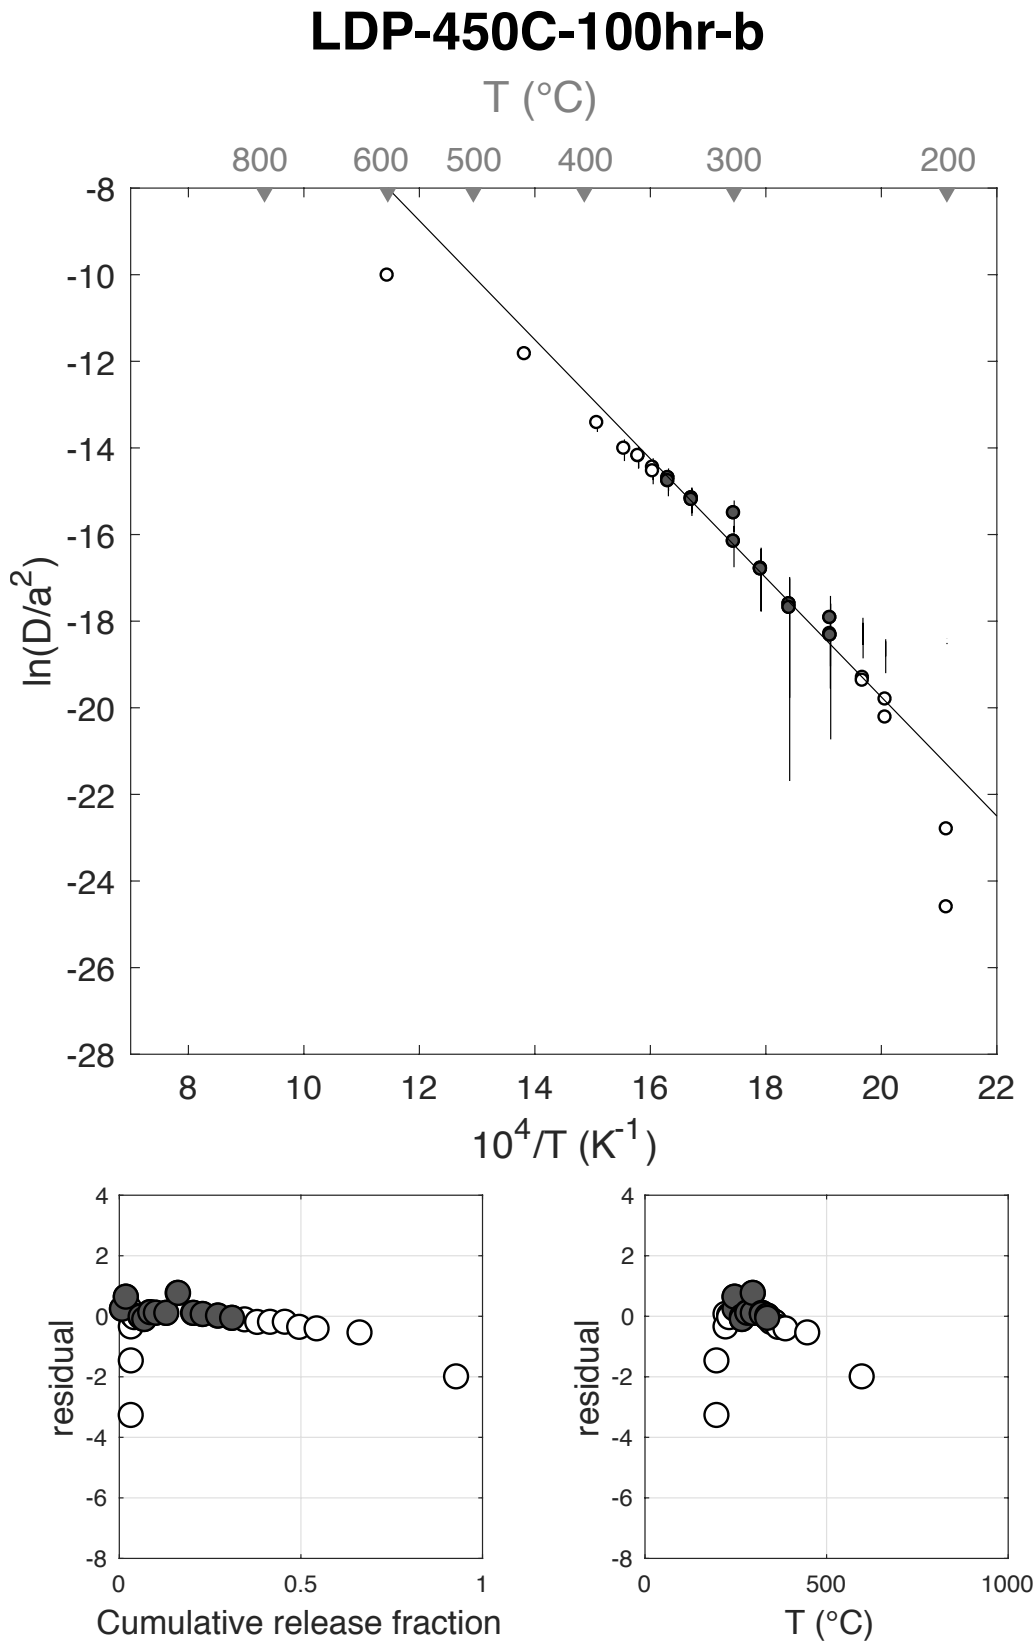 LDP-450C-100hr-b
T (°C)
800 600 500 400 300 200
-8
-10
-12
-14
-16
-18
-20
-22
-24
-26
-28
ln(D/a²)
8 10 12 14 16 18 20 22
10⁴/T (K⁻¹)
4
2
0
-2
-4
-6
-8
residual
0 0.5 1
Cumulative release fraction
4
2
0
-2
-4
-6
-8
residual
0 500 1000
T (°C)